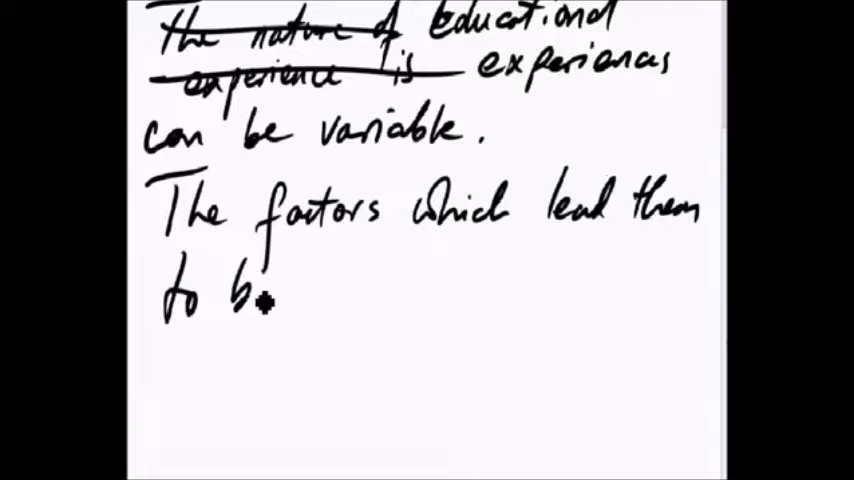 The nature of educational
experience is experiences
can be variable.
The factors which lead them
to b